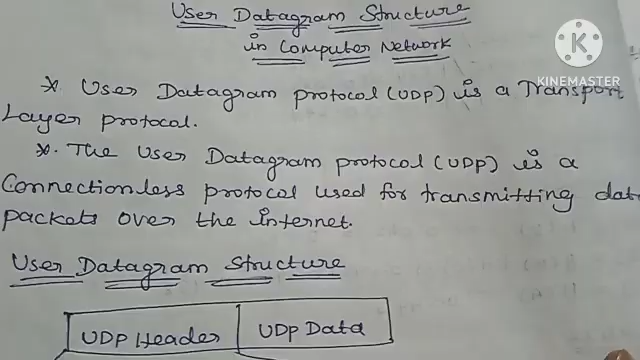 User Datagram Structure
in Computer Network
KINEMASTER
* User Datagram protocol (UDP) is a Transport
Layer protocol.
*. The User Datagram protocol (UDP) is a
Connectionless protocol used for transmitting data
packets over the internet.
User Datagram Structure
UDP Header UDP Data